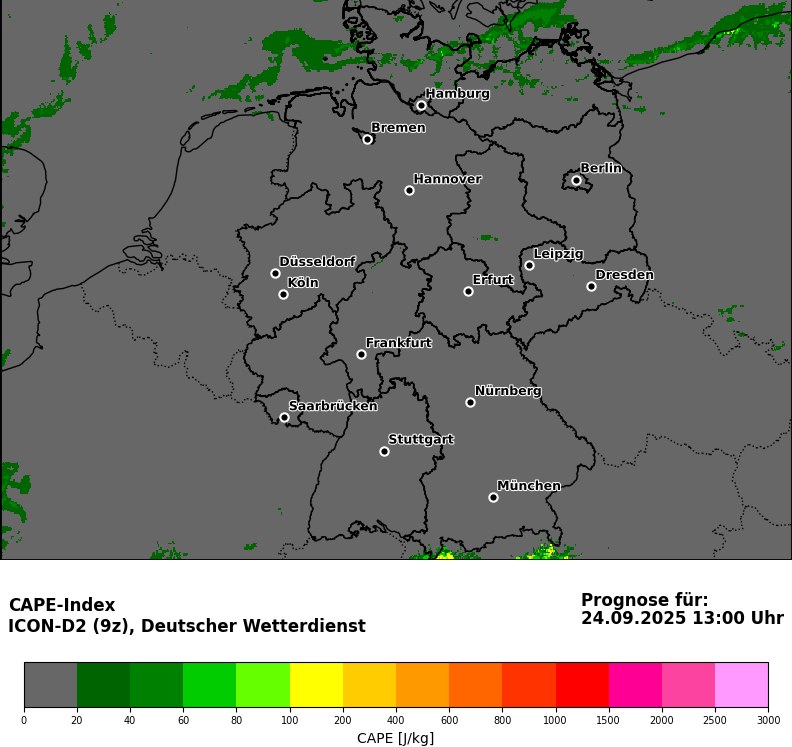 Hamburg
Bremen
Berlin
Hannover
Leipzig
Düsseldorf
Dresden
Köln
Erfurt
Frankfurt
Nürnberg
Saarbrücken
Stuttgart
München
CAPE-Index
ICON-D2 (9z), Deutscher Wetterdienst
Prognose für:
24.09.2025 13:00 Uhr
0 20 40 60 80 100 200 400 600 800 1000 1500 2000 2500 3000
CAPE [J/kg]